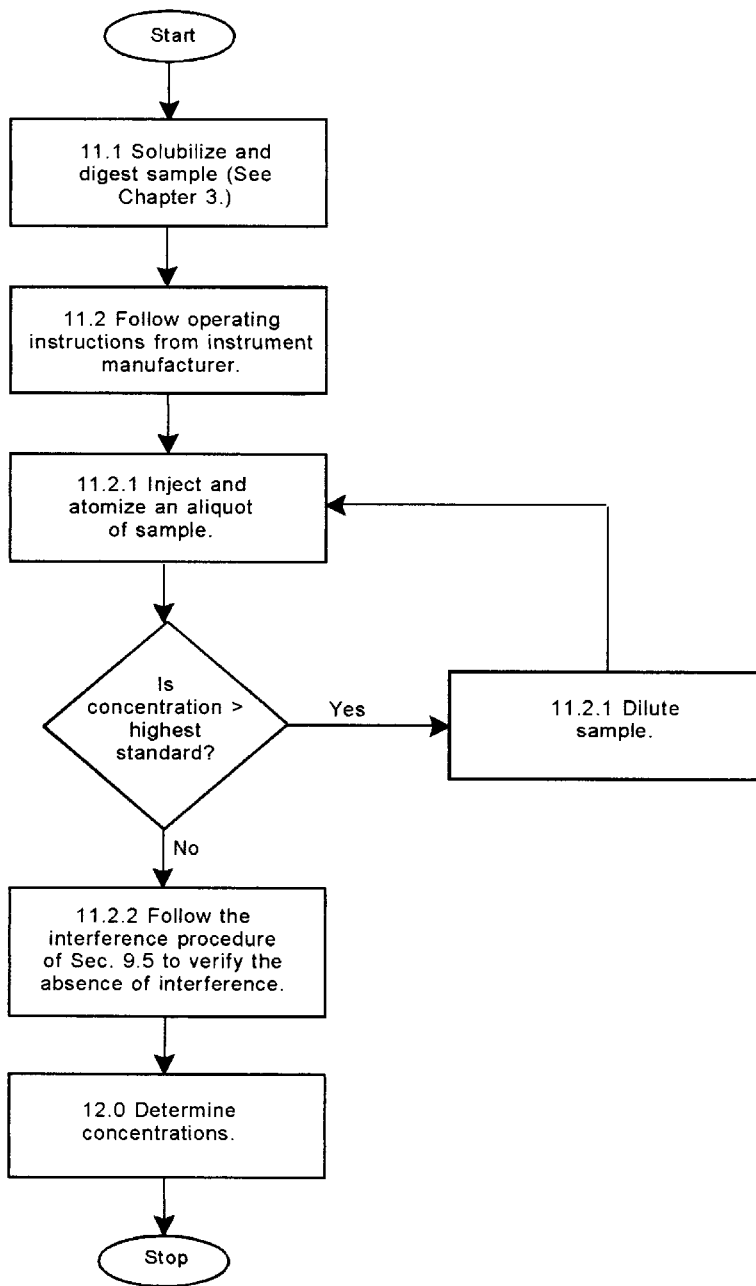 Start
11.1 Solubilize and
digest sample (See
Chapter 3.)
11.2 Follow operating
instructions from instrument
manufacturer.
11.2.1 Inject and
atomize an aliquot
of sample.
Is
concentration >
highest
standard?
Yes
11.2.1 Dilute
sample.
No
11.2.2 Follow the
interference procedure
of Sec. 9.5 to verify the
absence of interference.
12.0 Determine
concentrations.
Stop